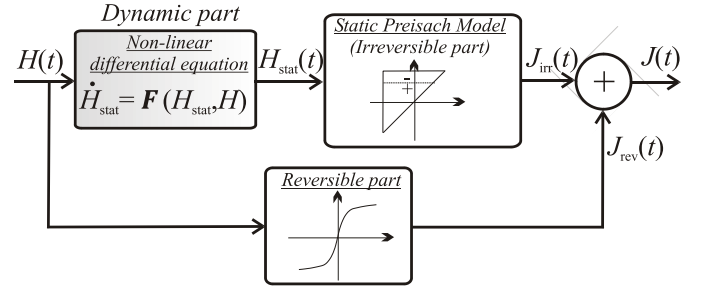 Dynamic part
Non-linear
differential equation
Ḣstat = F (Hstat,H)
H(t)
Hstat(t)
Static Preisach Model
(Irreversible part)
-
+
Jirr(t)
+
J(t)
Jrev(t)
Reversible part